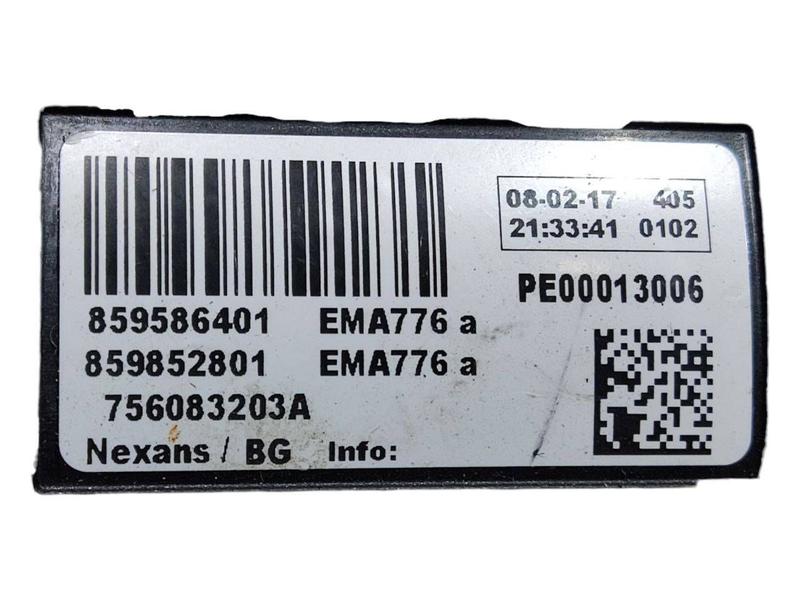 08-02-17 405
21:33:41 0102
PE00013006
859586401 EMA776 a
859852801 EMA776 a
756083203A
Nexans / BG Info: